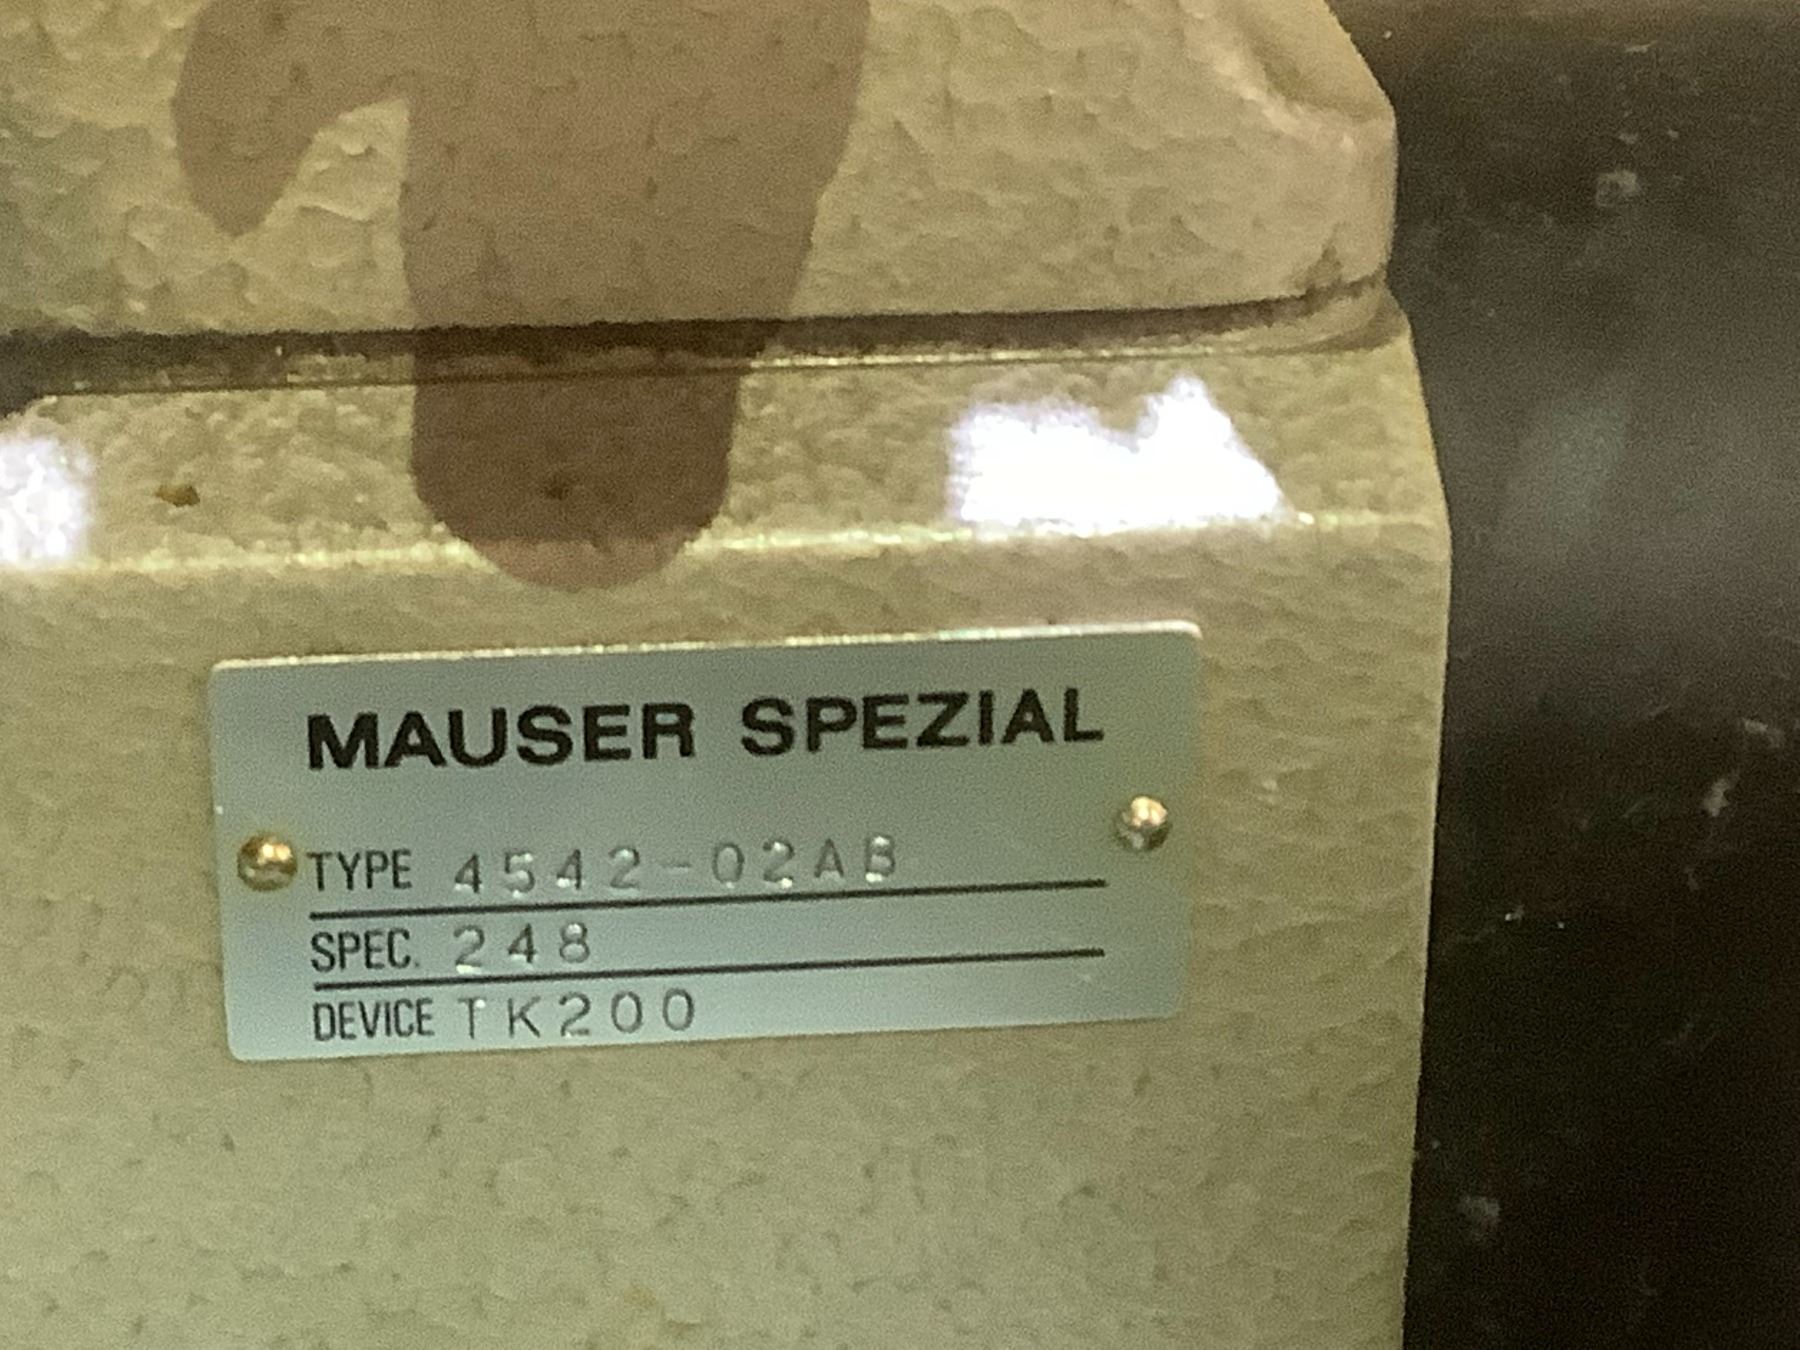 MAUSER SPEZIAL
TYPE 4542-02AB
SPEC. 248
DEVICE TK200